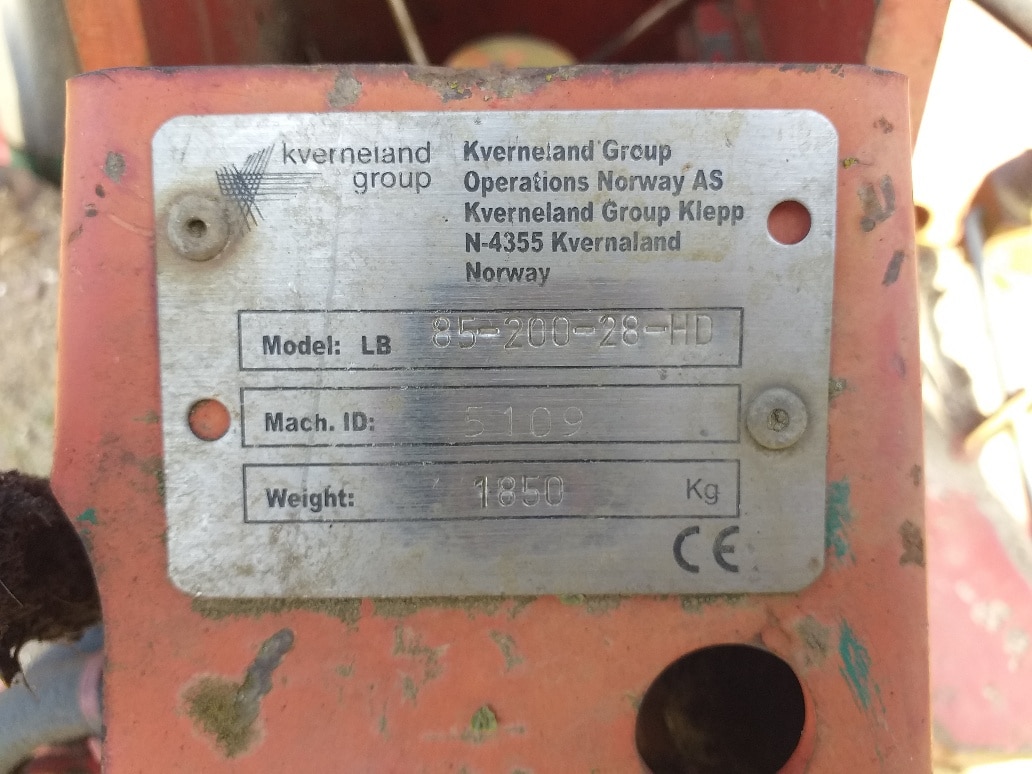 kverneland
group
Kverneland Group
Operations Norway AS
Kverneland Group Klepp
N-4355 Kvernaland
Norway
Model: LB 85-200-28-HD
Mach. ID: 5109
Weight: 1850 Kg
CE